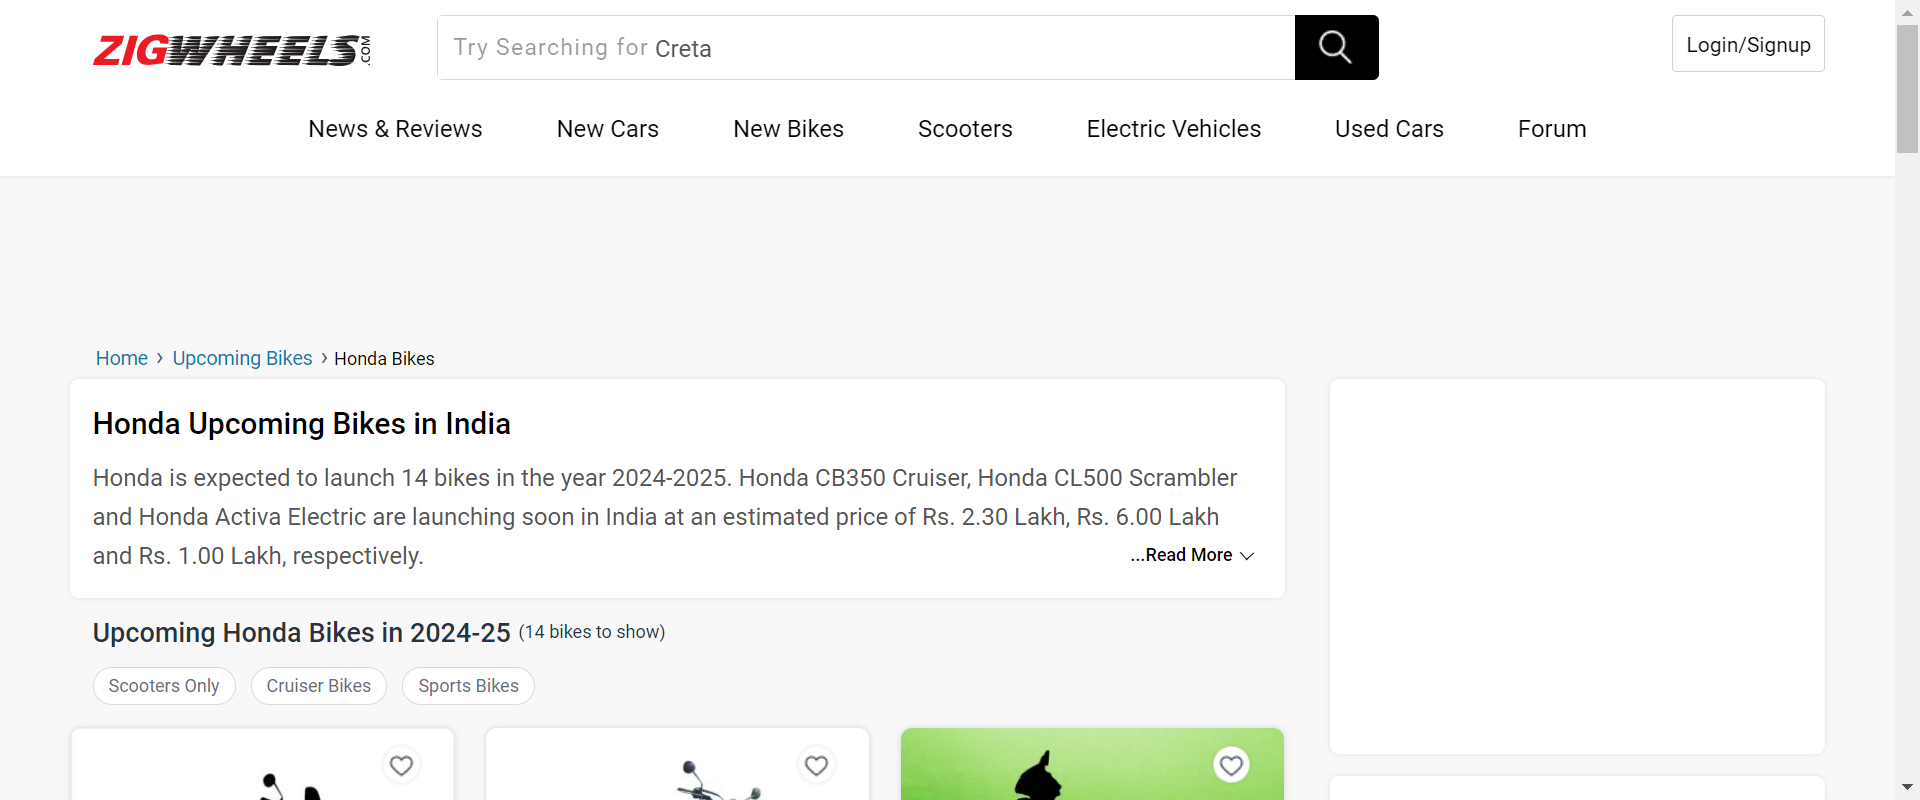 ZIGWHEELS.COM
Try Searching for Creta
Login/Signup
News & Reviews
New Cars
New Bikes
Scooters
Electric Vehicles
Used Cars
Forum
Home › Upcoming Bikes › Honda Bikes
Honda Upcoming Bikes in India
Honda is expected to launch 14 bikes in the year 2024-2025. Honda CB350 Cruiser, Honda CL500 Scrambler
and Honda Activa Electric are launching soon in India at an estimated price of Rs. 2.30 Lakh, Rs. 6.00 Lakh
and Rs. 1.00 Lakh, respectively.
...Read More
Upcoming Honda Bikes in 2024-25 (14 bikes to show)
Scooters Only
Cruiser Bikes
Sports Bikes